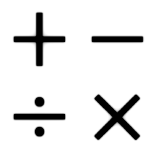 + −
÷ ×